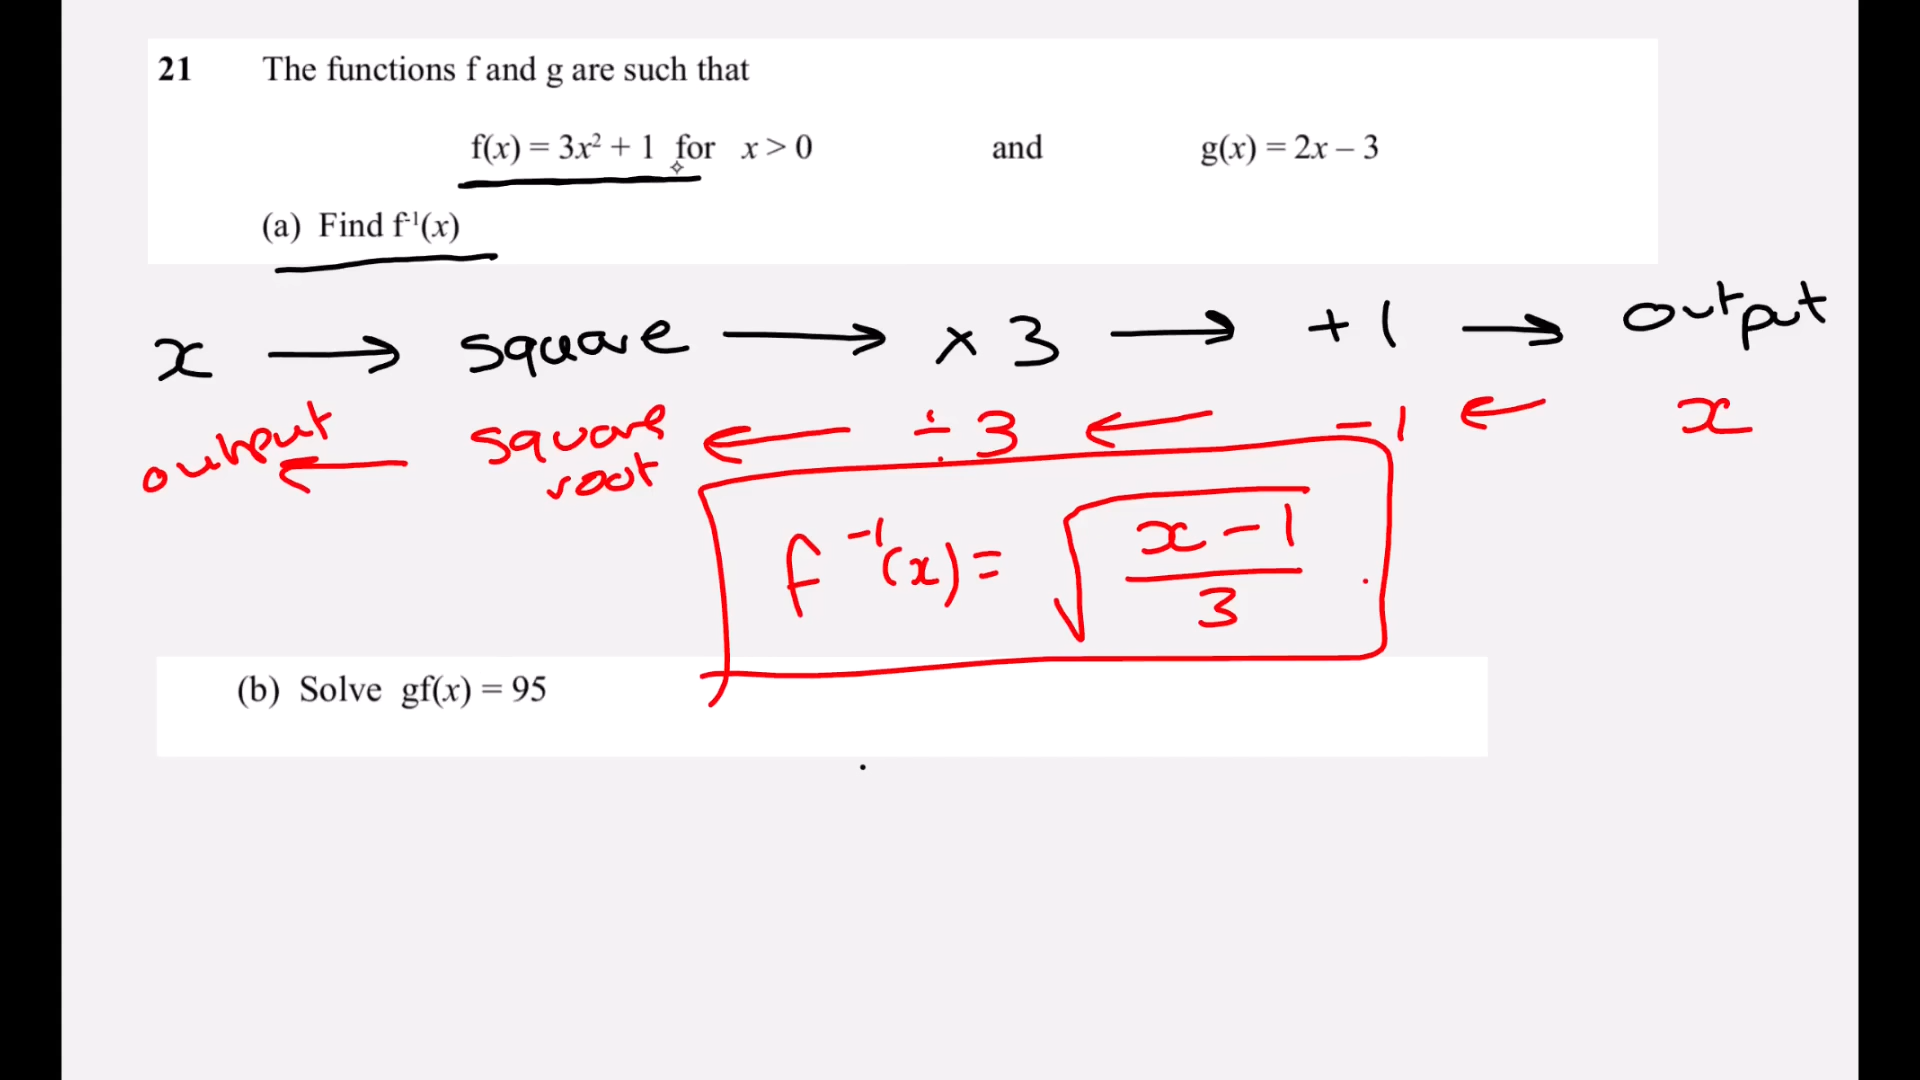 21 The functions f and g are such that
f(x) = 3x² + 1 for x > 0 and g(x) = 2x – 3
(a) Find f⁻¹(x)
x → square → × 3 → + 1 → output
output ← square root ← ÷ 3 ← − 1 ← x
f⁻¹(x) = √((x − 1)/3)
(b) Solve gf(x) = 95